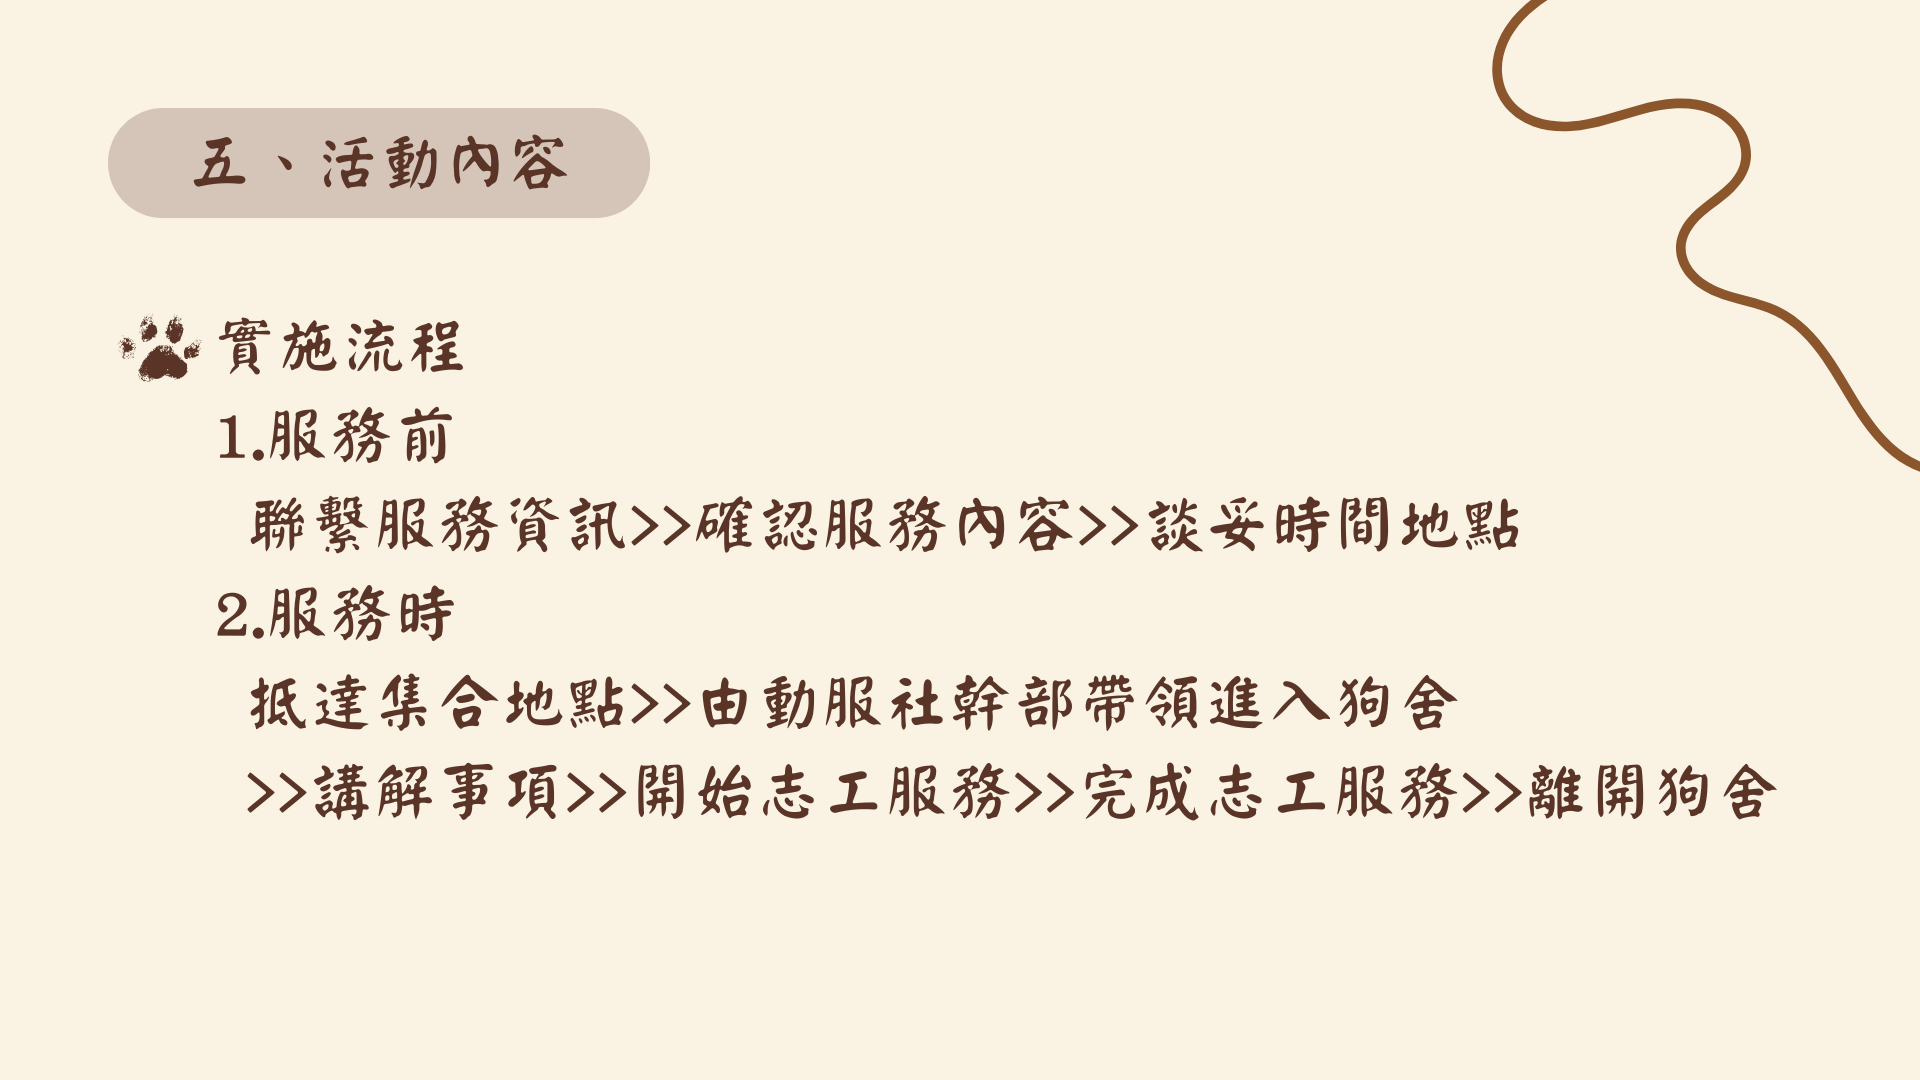 五、活動內容
實施流程
1.服務前
聯繫服務資訊>>確認服務內容>>談妥時間地點
2.服務時
抵達集合地點>>由動服社幹部帶領進入狗舍
>>講解事項>>開始志工服務>>完成志工服務>>離開狗舍